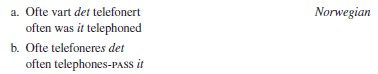 a. Ofte vart det telefonert Norwegian
often was it telephoned
b. Ofte telefoneres det
often telephones-PASS it